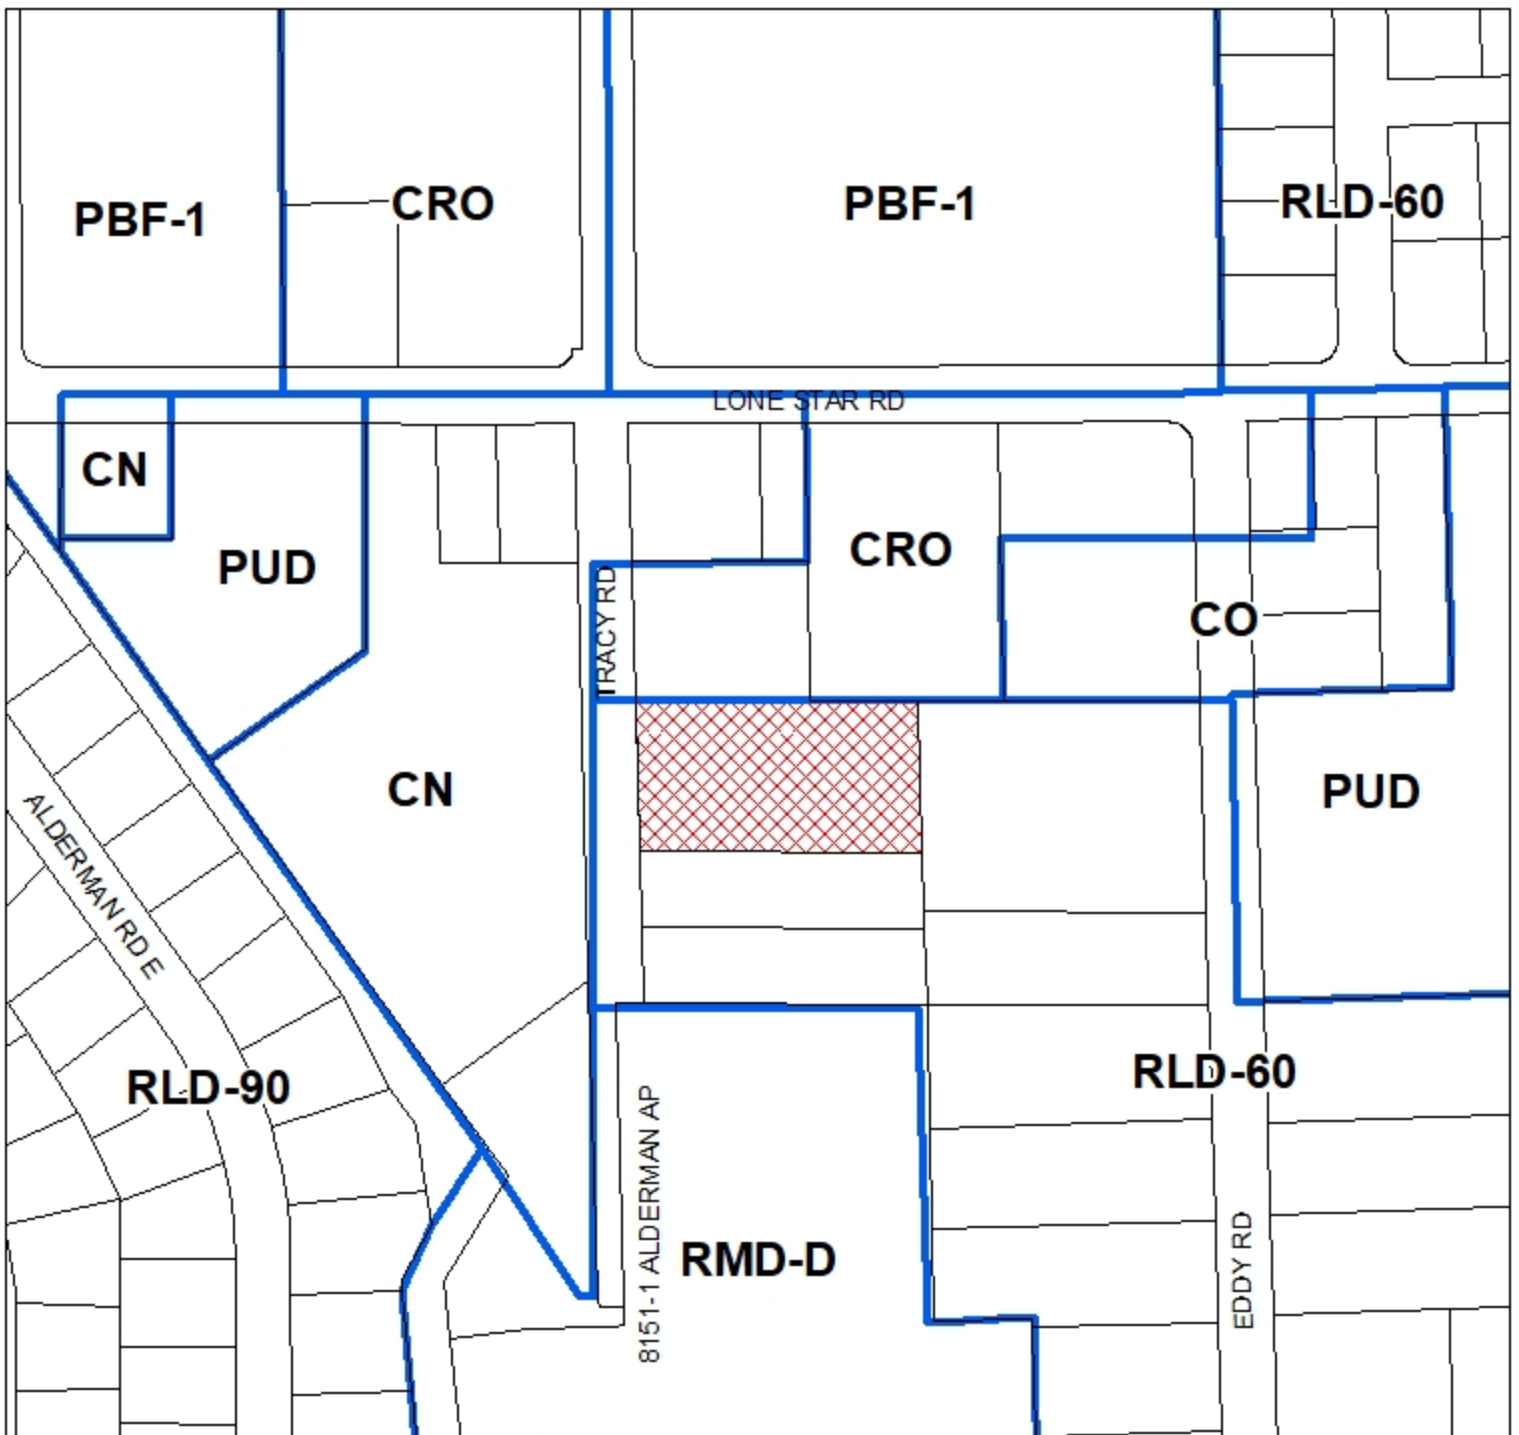 PBF-1
CRO
PBF-1
RLD-60
LONE STAR RD
CN
PUD
CRO
TRACY RD
CO
CN
PUD
ALDERMAN RD E
RLD-90
RLD-60
8151-1 ALDERMAN AP
RMD-D
EDDY RD